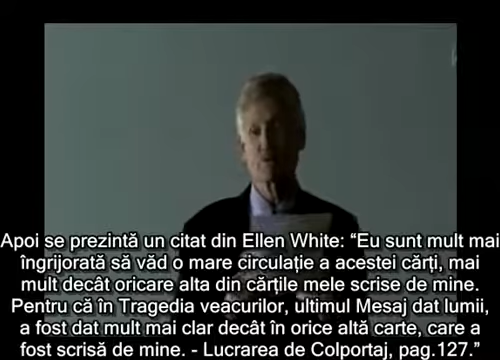 Apoi se prezintă un citat din Ellen White: “Eu sunt mult mai
îngrijorată să văd o mare circulație a acestei cărți, mai
mult decât oricare alta din cărțile mele scrise de mine.
Pentru că în Tragedia veacurilor, ultimul Mesaj dat lumii,
a fost dat mult mai clar decât în orice altă carte, care a
fost scrisă de mine. - Lucrarea de Colportaj, pag.127.”